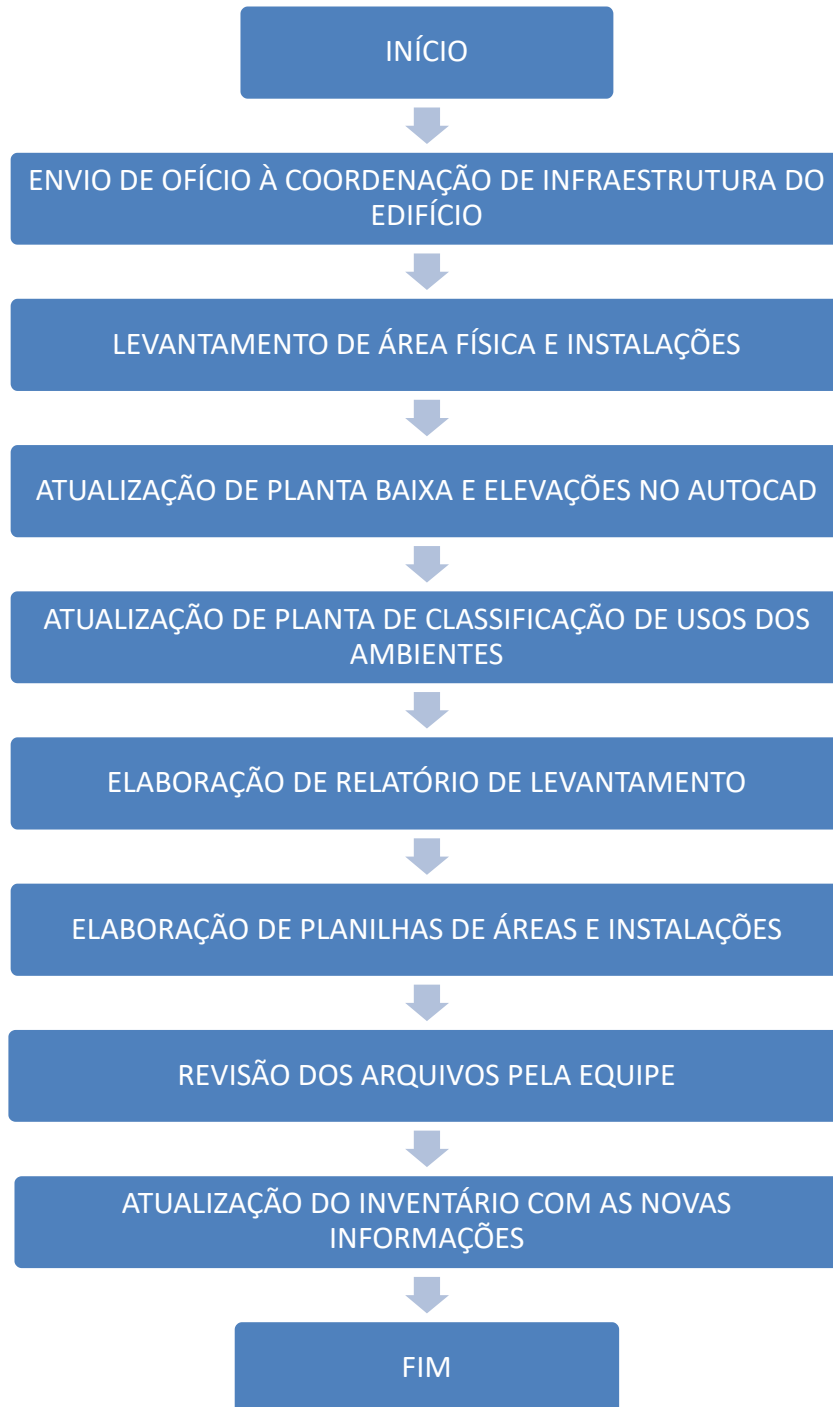 INÍCIO
ENVIO DE OFÍCIO À COORDENAÇÃO DE INFRAESTRUTURA DO
EDIFÍCIO
LEVANTAMENTO DE ÁREA FÍSICA E INSTALAÇÕES
ATUALIZAÇÃO DE PLANTA BAIXA E ELEVAÇÕES NO AUTOCAD
ATUALIZAÇÃO DE PLANTA DE CLASSIFICAÇÃO DE USOS DOS
AMBIENTES
ELABORAÇÃO DE RELATÓRIO DE LEVANTAMENTO
ELABORAÇÃO DE PLANILHAS DE ÁREAS E INSTALAÇÕES
REVISÃO DOS ARQUIVOS PELA EQUIPE
ATUALIZAÇÃO DO INVENTÁRIO COM AS NOVAS
INFORMAÇÕES
FIM